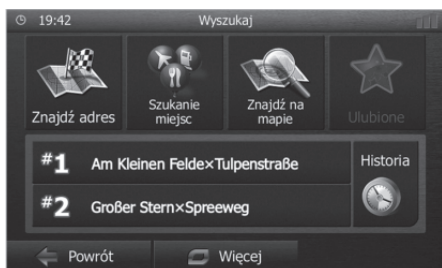 19:42 Wyszukaj
Znajdź adres
Szukanie
miejsc
Znajdź na
mapie
Ulubione
#1 Am Kleinen Felde×Tulpenstraße
#2 Großer Stern×Spreeweg
Historia
Powrót
Więcej